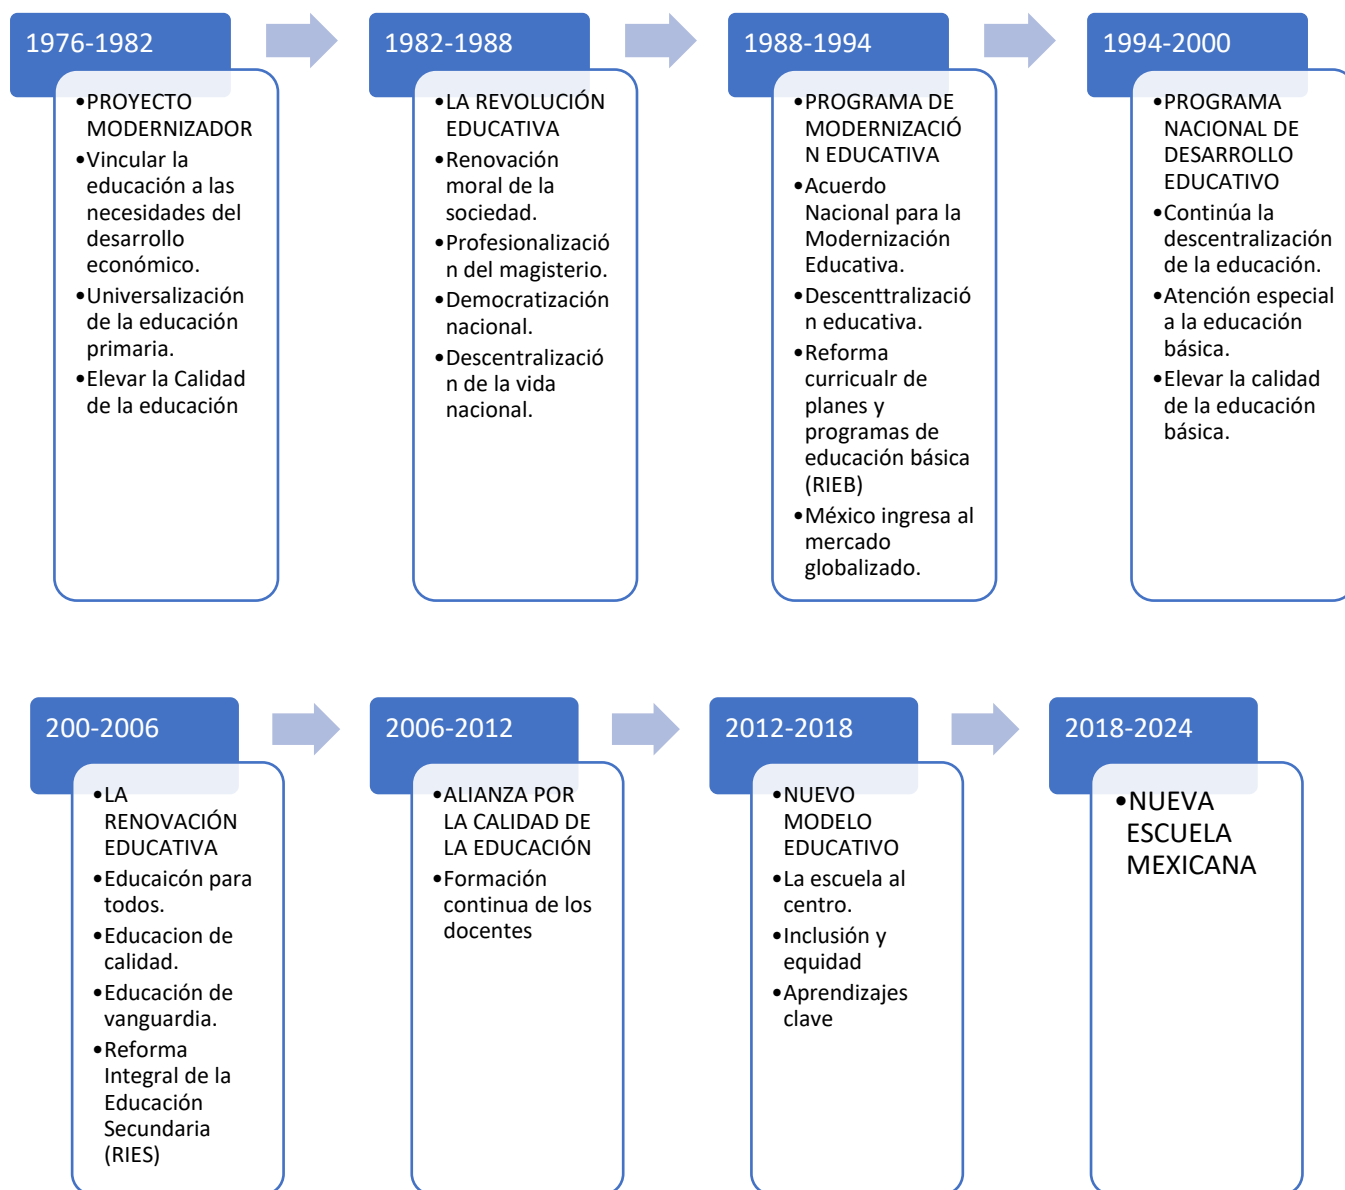 1976-1982
•PROYECTO
MODERNIZADOR
•Vincular la
educación a las
necesidades del
desarrollo
económico.
•Universalización
de la educación
primaria.
•Elevar la Calidad
de la educación
1982-1988
•LA REVOLUCIÓN
EDUCATIVA
•Renovación
moral de la
sociedad.
•Profesionalizació
n del magisterio.
•Democratización
nacional.
•Descentralizació
n de la vida
nacional.
1988-1994
•PROGRAMA DE
MODERNIZACIÓ
N EDUCATIVA
•Acuerdo
Nacional para la
Modernización
Educativa.
•Descenttralizació
n educativa.
•Reforma
curricualr de
planes y
programas de
educación básica
(RIEB)
•México ingresa al
mercado
globalizado.
1994-2000
•PROGRAMA
NACIONAL DE
DESARROLLO
EDUCATIVO
•Continúa la
descentralización
de la educación.
•Atención especial
a la educación
básica.
•Elevar la calidad
de la educación
básica.
200-2006
•LA
RENOVACIÓN
EDUCATIVA
•Educaicón para
todos.
•Educacion de
calidad.
•Educación de
vanguardia.
•Reforma
Integral de la
Educación
Secundaria
(RIES)
2006-2012
•ALIANZA POR
LA CALIDAD DE
LA EDUCACIÓN
•Formación
continua de los
docentes
2012-2018
•NUEVO
MODELO
EDUCATIVO
•La escuela al
centro.
•Inclusión y
equidad
•Aprendizajes
clave
2018-2024
•NUEVA
ESCUELA
MEXICANA